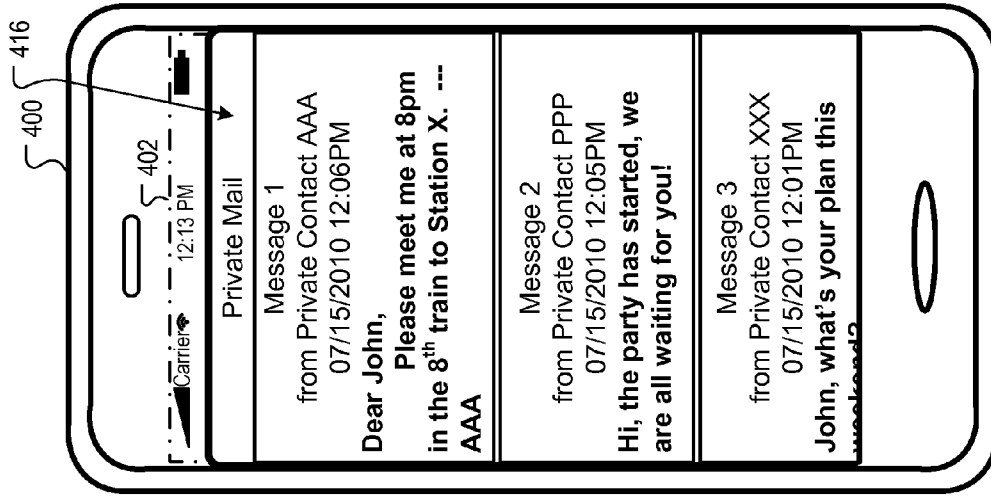 400
416
402
Carrier 12:13 PM
Private Mail
Message 1
from Private Contact AAA
07/15/2010 12:06PM
Dear John,
Please meet me at 8pm
in the 8th train to Station X. ---
AAA
Message 2
from Private Contact PPP
07/15/2010 12:05PM
Hi, the party has started, we
are all waiting for you!
Message 3
from Private Contact XXX
07/15/2010 12:01PM
John, what's your plan this
weekend?